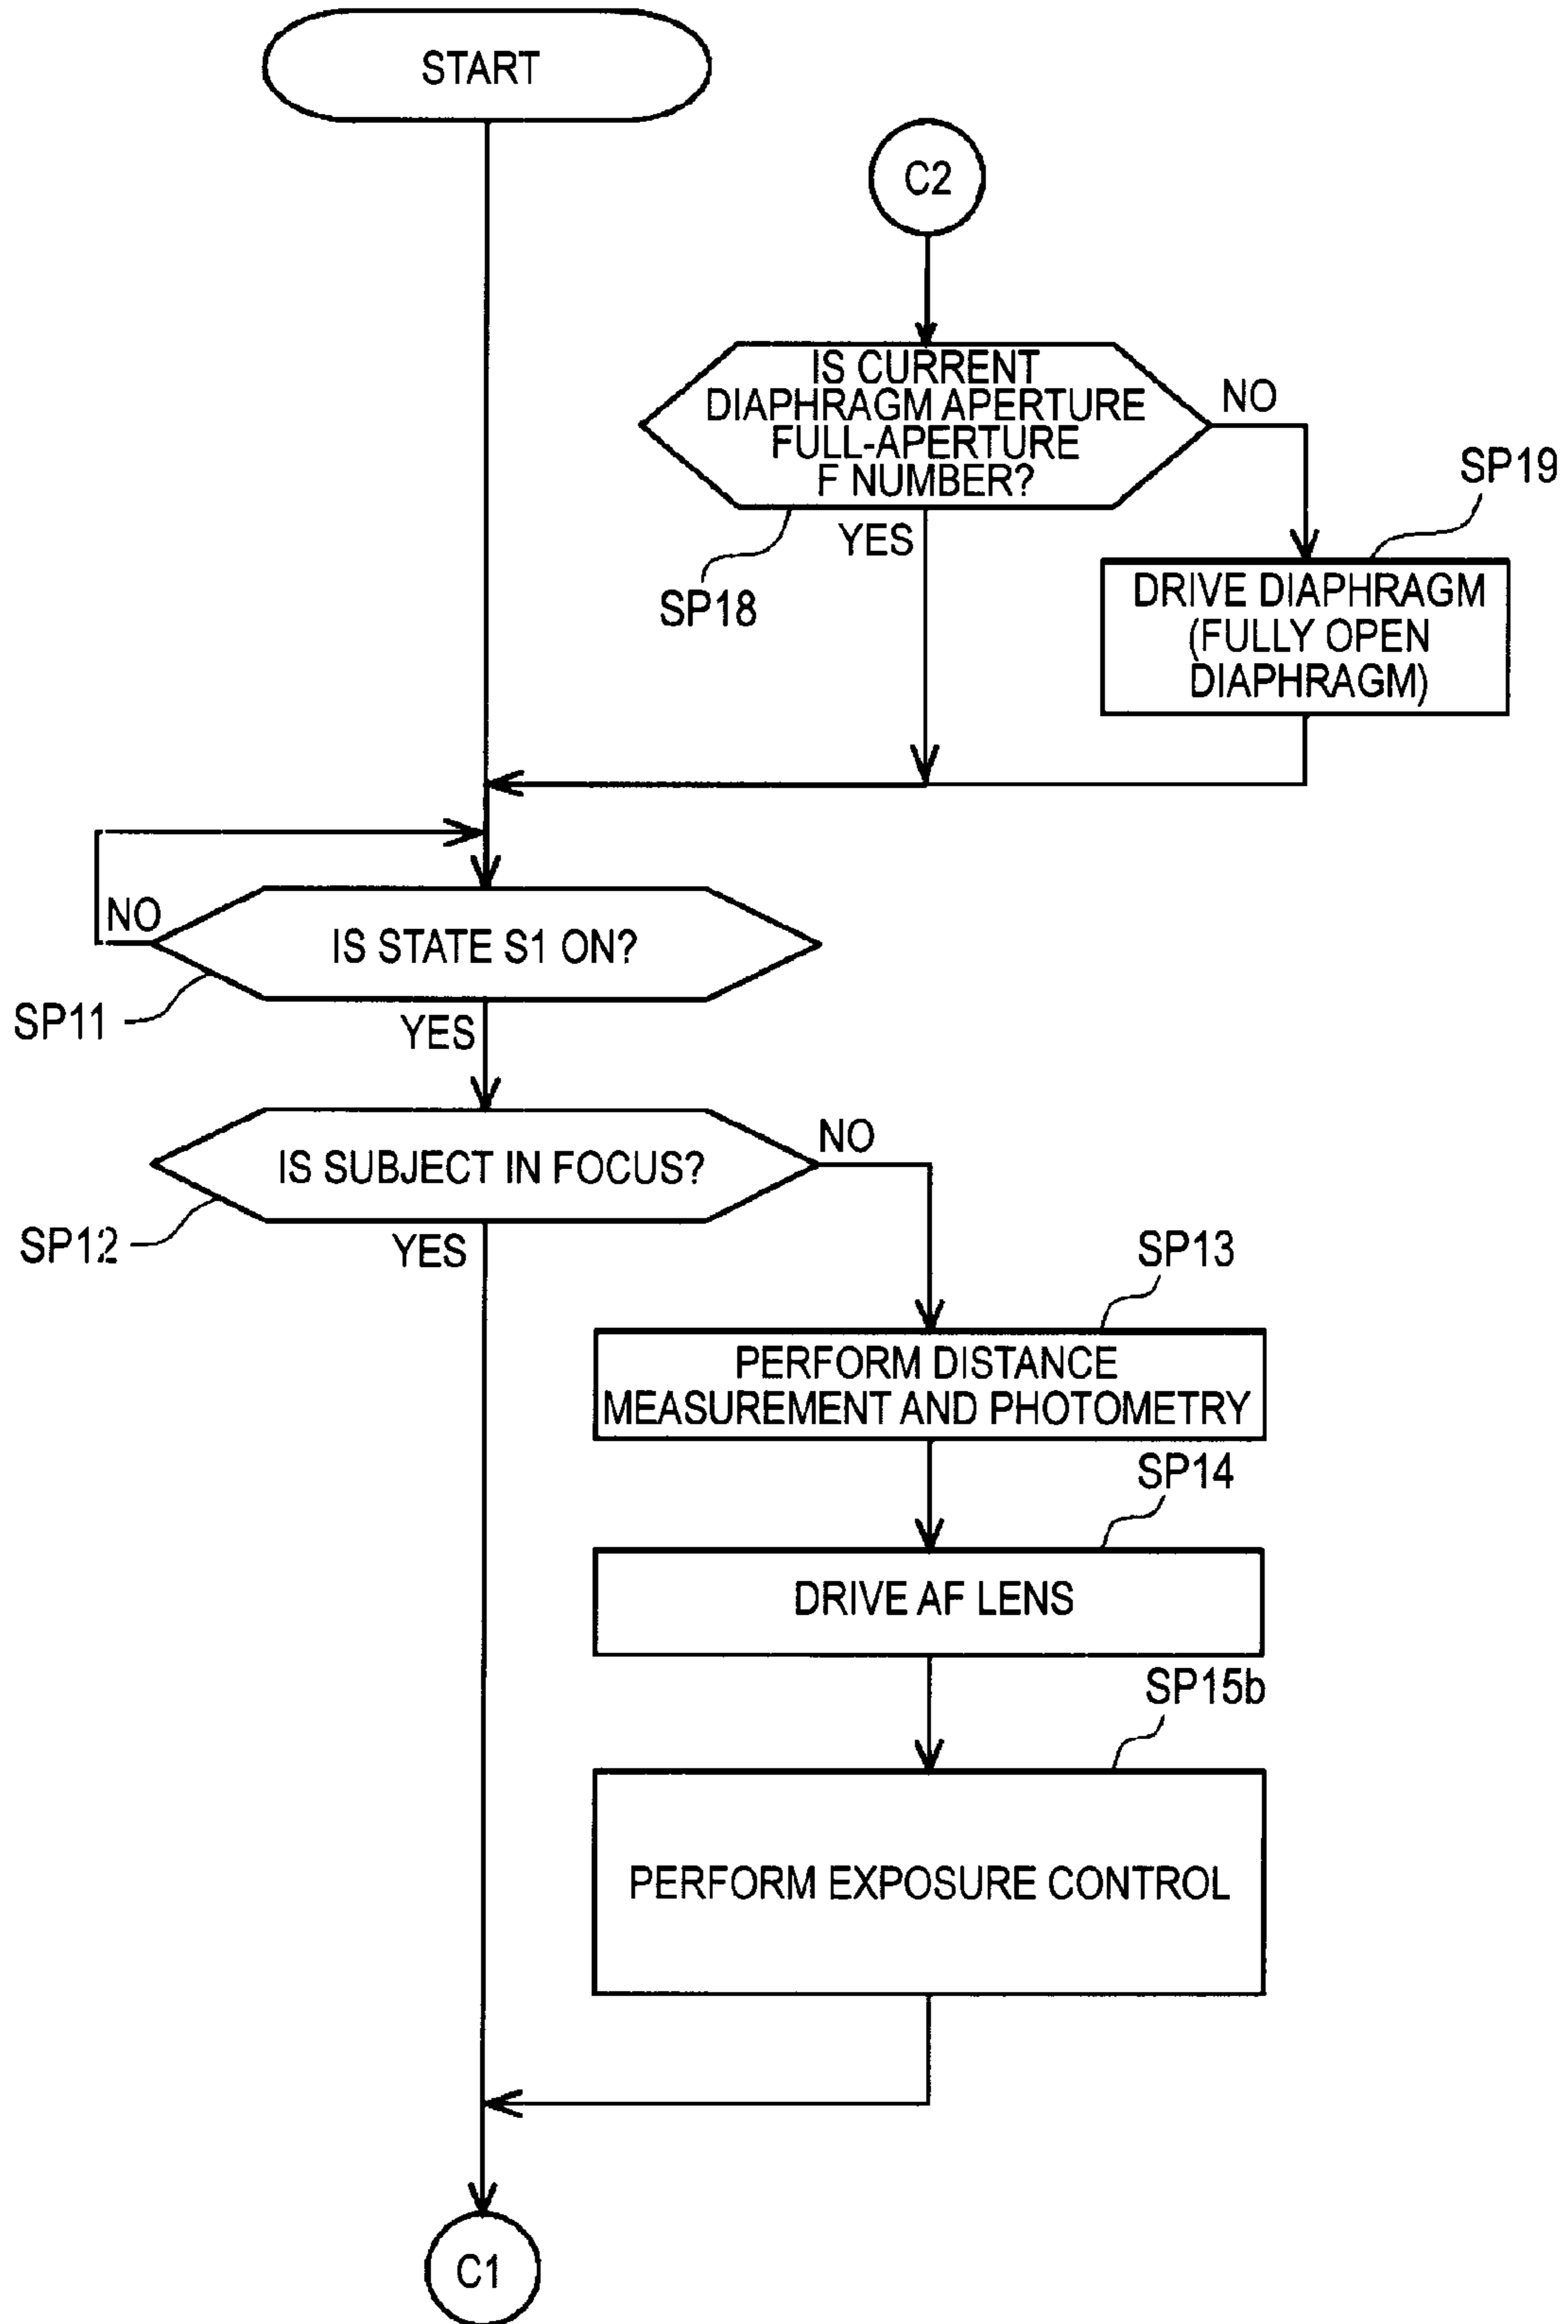 START
C2
IS CURRENT
DIAPHRAGM APERTURE
FULL-APERTURE
F NUMBER?
NO
SP19
YES
SP18
DRIVE DIAPHRAGM
(FULLY OPEN
DIAPHRAGM)
NO
IS STATE S1 ON?
SP11
YES
IS SUBJECT IN FOCUS?
NO
SP12
YES
SP13
PERFORM DISTANCE
MEASUREMENT AND PHOTOMETRY
SP14
DRIVE AF LENS
SP15b
PERFORM EXPOSURE CONTROL
C1